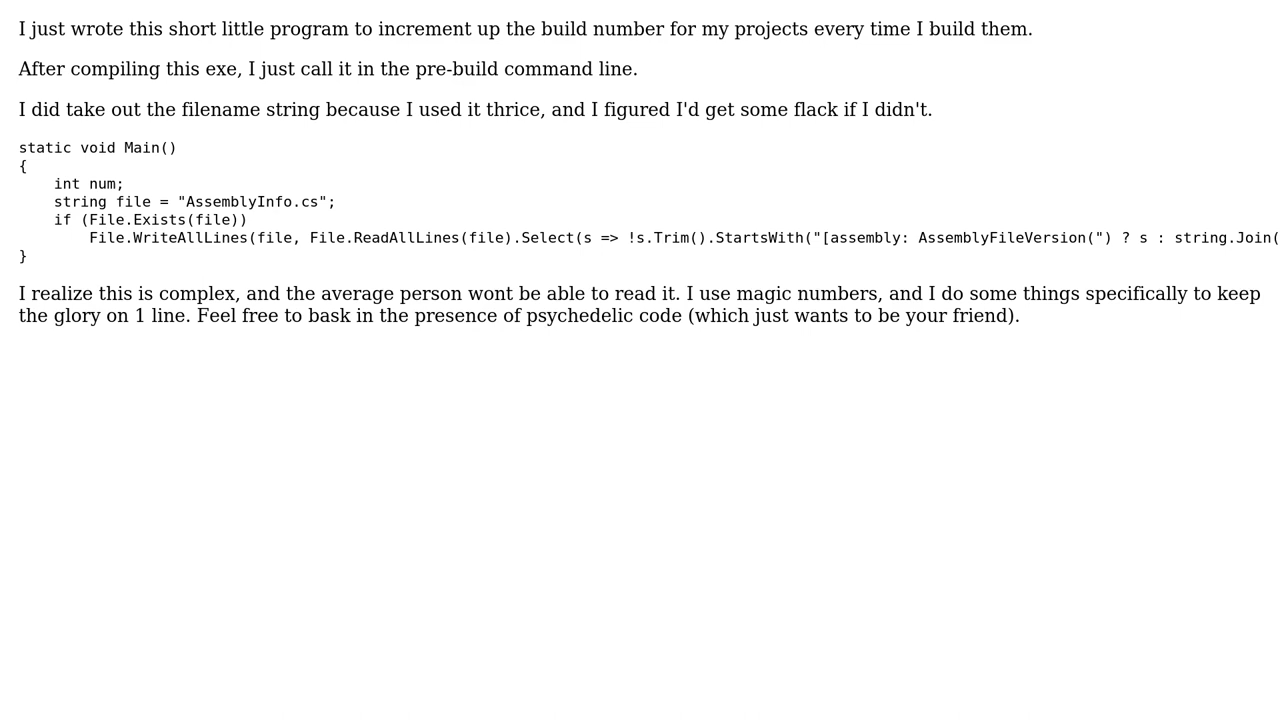 I just wrote this short little program to increment up the build number for my projects every time I build them.
After compiling this exe, I just call it in the pre-build command line.
I did take out the filename string because I used it thrice, and I figured I'd get some flack if I didn't.
static void Main()
{
    int num;
    string file = "AssemblyInfo.cs";
    if (File.Exists(file))
        File.WriteAllLines(file, File.ReadAllLines(file).Select(s => !s.Trim().StartsWith("[assembly: AssemblyFileVersion(") ? s : string.Join(
}
I realize this is complex, and the average person wont be able to read it. I use magic numbers, and I do some things specifically to keep
the glory on 1 line. Feel free to bask in the presence of psychedelic code (which just wants to be your friend).